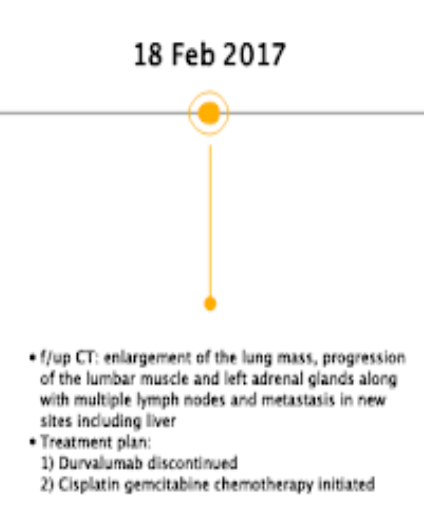 18 Feb 2017
• f/up CT: enlargement of the lung mass, progression
of the lumbar muscle and left adrenal glands along
with multiple lymph nodes and metastasis in new
sites including liver
• Treatment plan:
1) Durvalumab discontinued
2) Cisplatin gemcitabine chemotherapy initiated